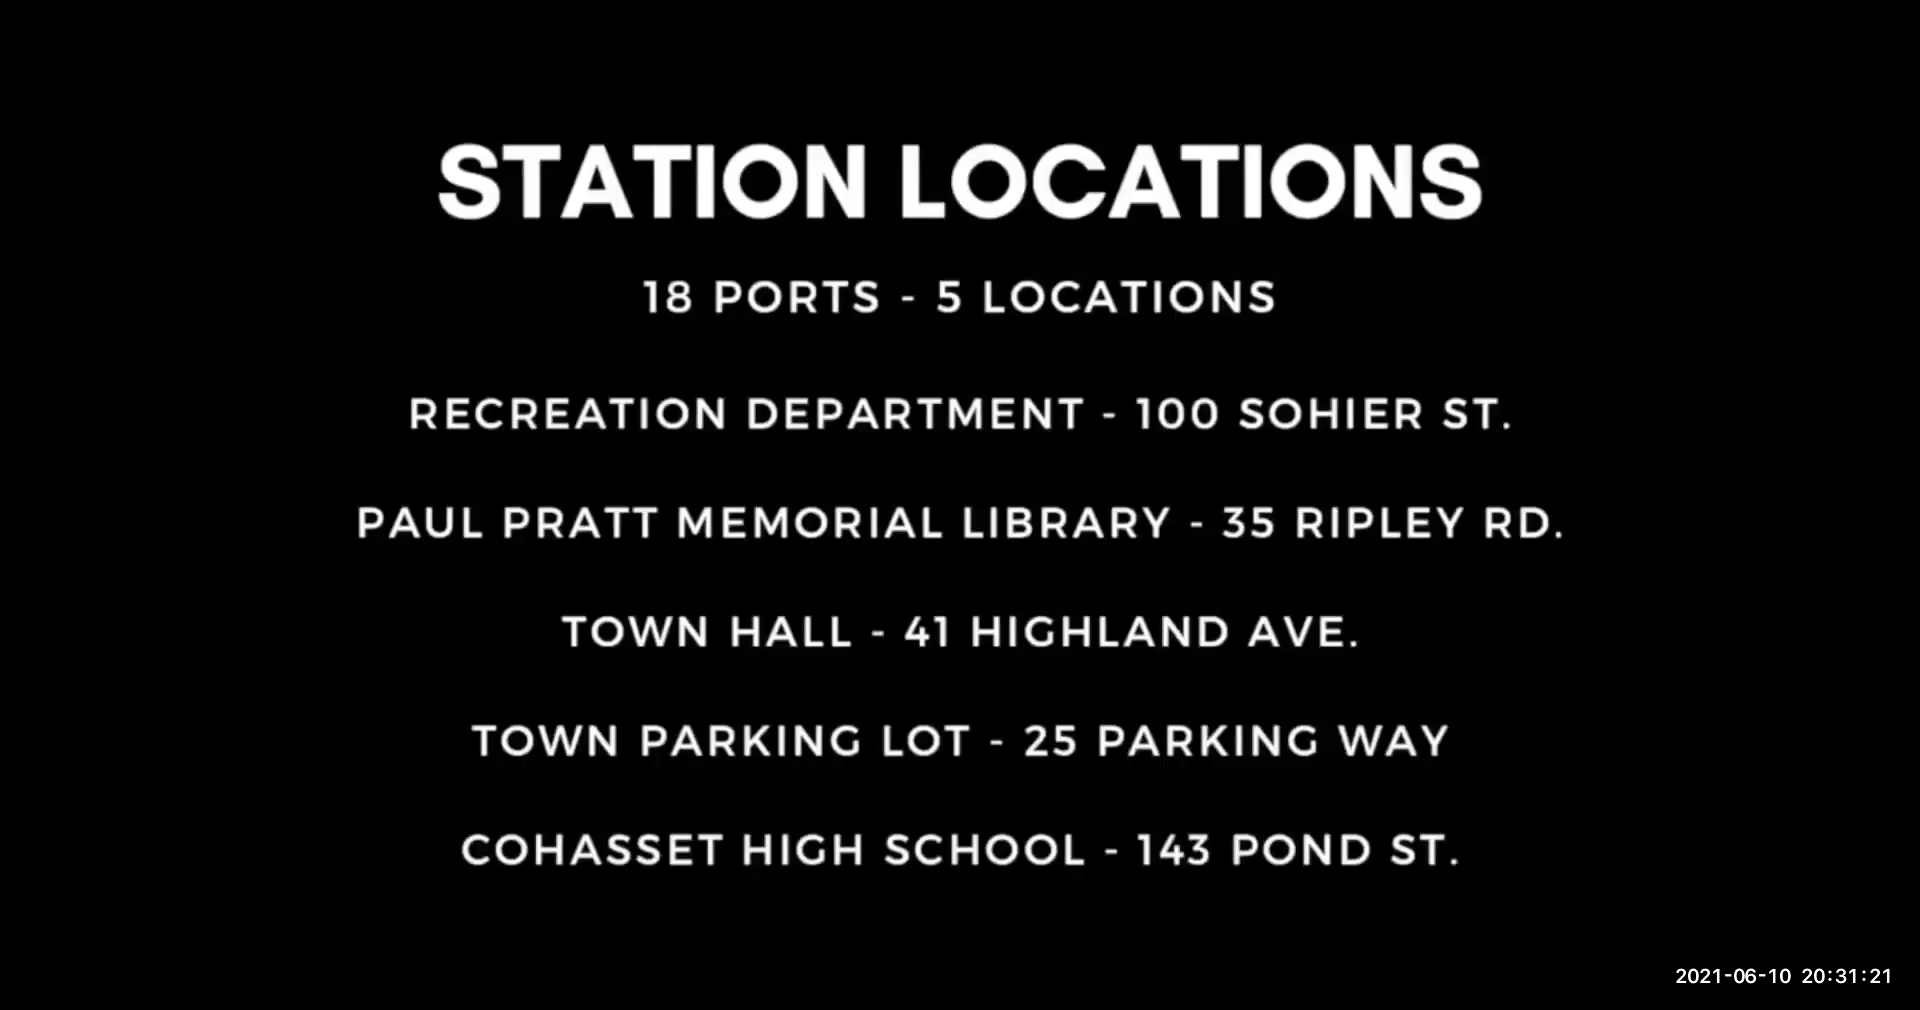 STATION LOCATIONS
18 PORTS - 5 LOCATIONS
RECREATION DEPARTMENT - 100 SOHIER ST.
PAUL PRATT MEMORIAL LIBRARY - 35 RIPLEY RD.
TOWN HALL - 41 HIGHLAND AVE.
TOWN PARKING LOT - 25 PARKING WAY
COHASSET HIGH SCHOOL - 143 POND ST.
2021-06-10 20:31:21